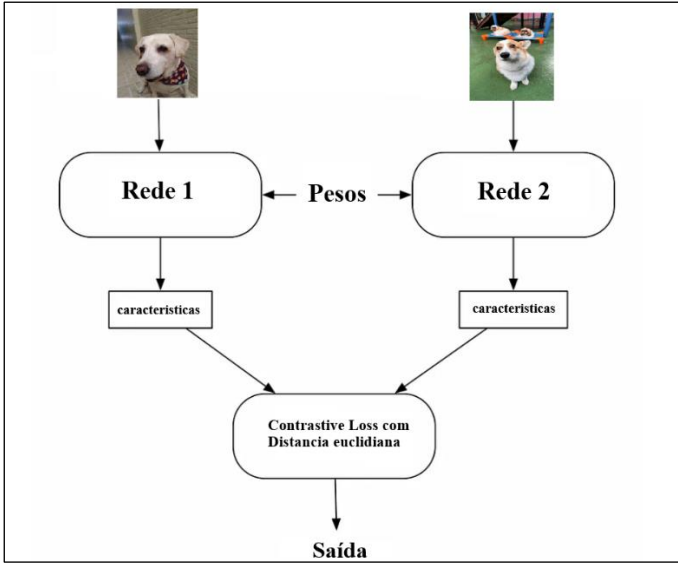 Rede 1
Pesos
Rede 2
caracteristicas
caracteristicas
Contrastive Loss com
Distancia euclidiana
Saída